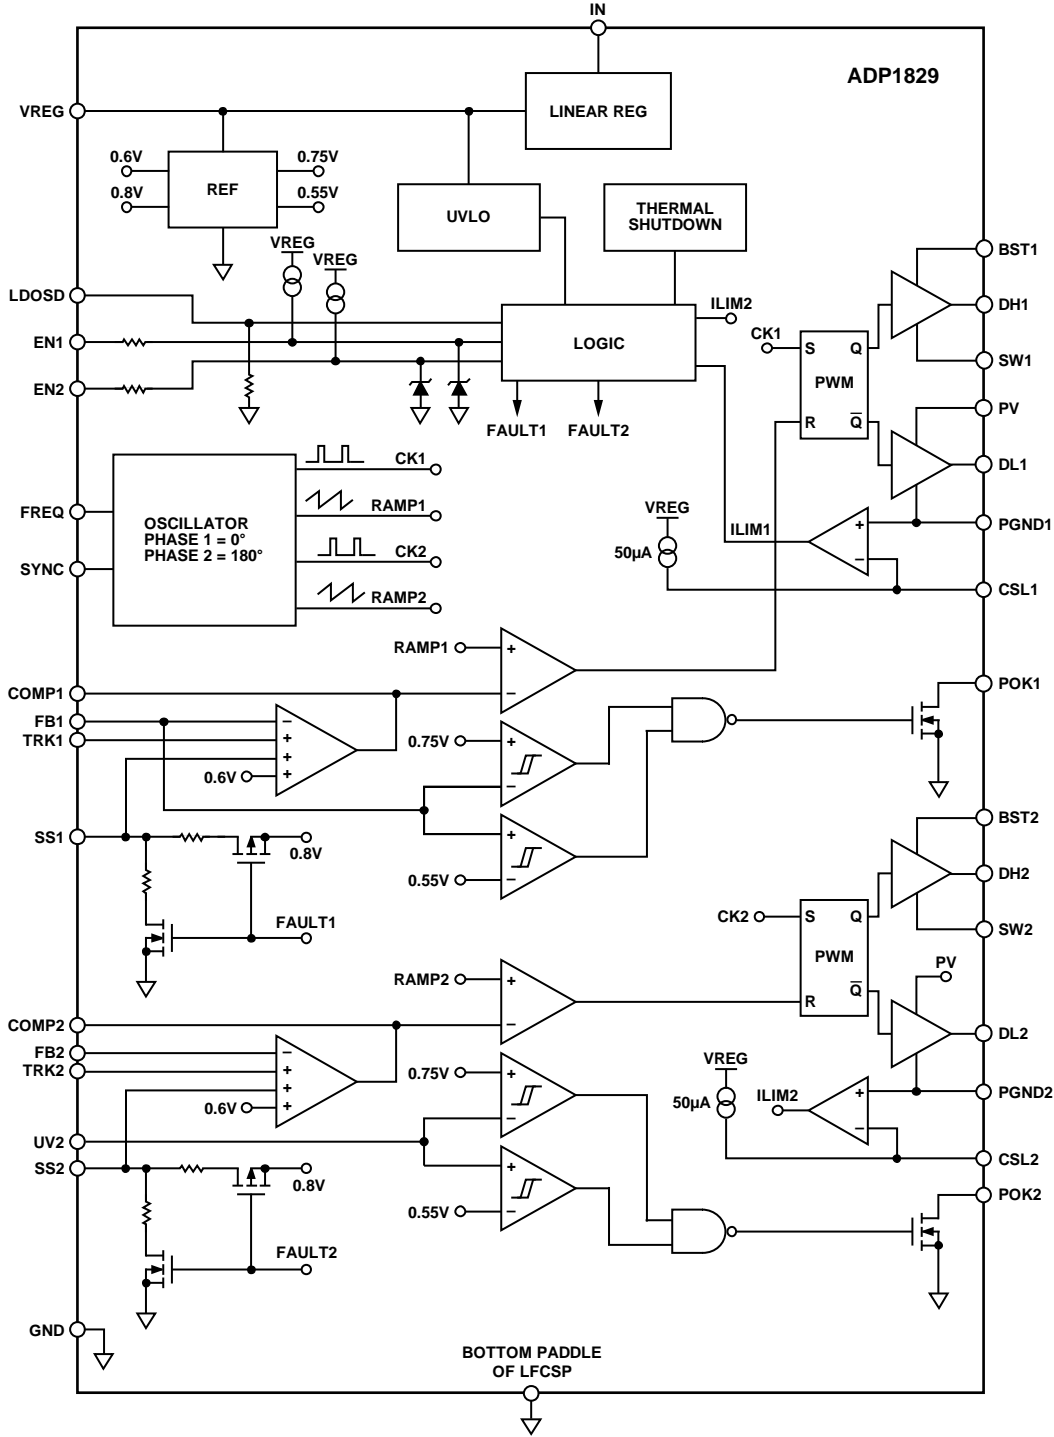 IN
ADP1829
VREG
LINEAR REG
0.6V
0.75V
REF
0.8V
0.55V
UVLO
THERMAL
SHUTDOWN
VREG
VREG
BST1
LDOSD
ILIM2
DH1
EN1
LOGIC
CK1
S
Q
SW1
EN2
PWM
PV
FAULT1
FAULT2
R
Q̅
CK1
DL1
FREQ
OSCILLATOR
PHASE 1 = 0°
PHASE 2 = 180°
RAMP1
VREG
ILIM1
+
PGND1
SYNC
CK2
50µA
–
CSL1
RAMP2
RAMP1
+
COMP1
–
POK1
FB1
–
TRK1
+
0.75V
+
+
0.6V
+
–
BST2
SS1
+
0.8V
0.55V
–
DH2
FAULT1
CK2
S
Q
SW2
PWM
PV
RAMP2
+
R
Q̅
COMP2
–
DL2
FB2
–
TRK2
+
0.75V
+
VREG
+
50µA
ILIM2
+
PGND2
0.6V
+
–
–
UV2
CSL2
SS2
+
0.8V
POK2
0.55V
–
FAULT2
GND
BOTTOM PADDLE
OF LFCSP